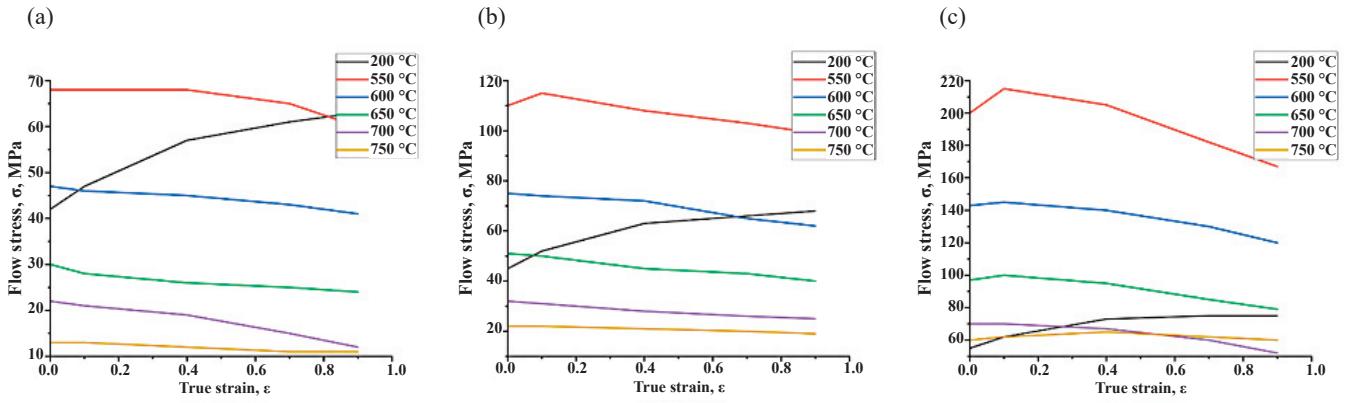 (a)
200 °C
550 °C
600 °C
650 °C
700 °C
750 °C
70
60
50
40
30
20
10
0.0 0.2 0.4 0.6 0.8 1.0
Flow stress, σ, MPa
True strain, ε
(b)
200 °C
550 °C
600 °C
650 °C
700 °C
750 °C
120
100
80
60
40
20
0.0 0.2 0.4 0.6 0.8 1.0
Flow stress, σ, MPa
True strain, ε
(c)
200 °C
550 °C
600 °C
650 °C
700 °C
750 °C
220
200
180
160
140
120
100
80
60
0.0 0.2 0.4 0.6 0.8 1.0
Flow stress, σ, MPa
True strain, ε